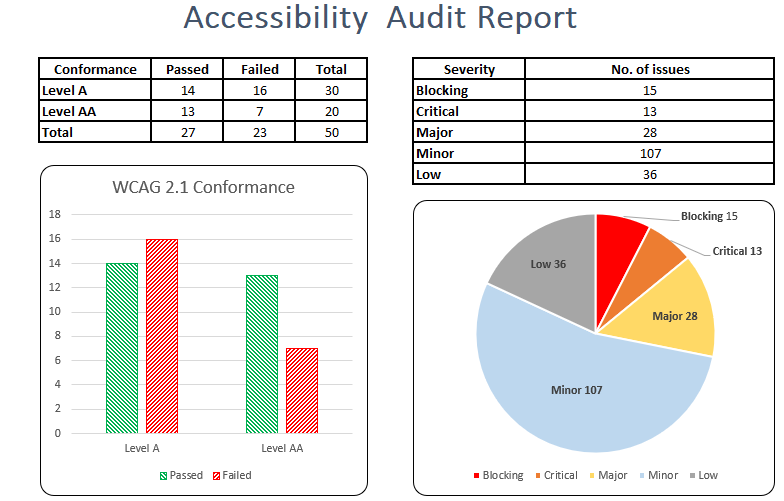 Accessibility Audit Report
Conformance Passed Failed Total
Level A 14 16 30
Level AA 13 7 20
Total 27 23 50
Severity No. of issues
Blocking 15
Critical 13
Major 28
Minor 107
Low 36
WCAG 2.1 Conformance
18
16
14
12
10
8
6
4
2
0
Level A Level AA
Passed Failed
Blocking 15
Critical 13
Low 36
Major 28
Minor 107
Blocking Critical Major Minor Low